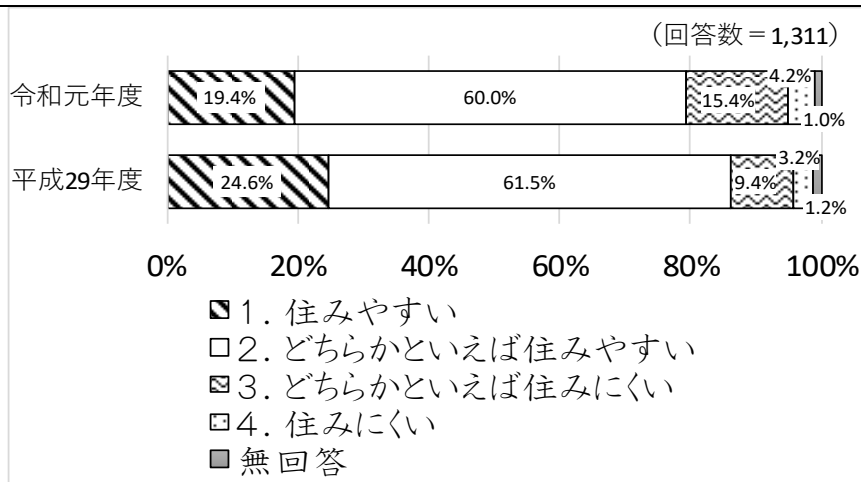 （回答数＝1,311）
令和元年度 19.4% 60.0% 15.4% 4.2% 1.0%
平成29年度 24.6% 61.5% 9.4% 3.2% 1.2%
0% 20% 40% 60% 80% 100%
１．住みやすい
２．どちらかといえば住みやすい
３．どちらかといえば住みにくい
４．住みにくい
無回答